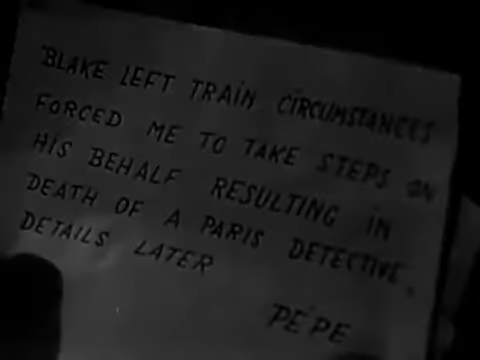 BLAKE LEFT TRAIN. CIRCUMSTANCES
FORCED ME TO TAKE STEPS ON
HIS BEHALF RESULTING IN
DEATH OF A PARIS DETECTIVE.
DETAILS LATER
PÉPE